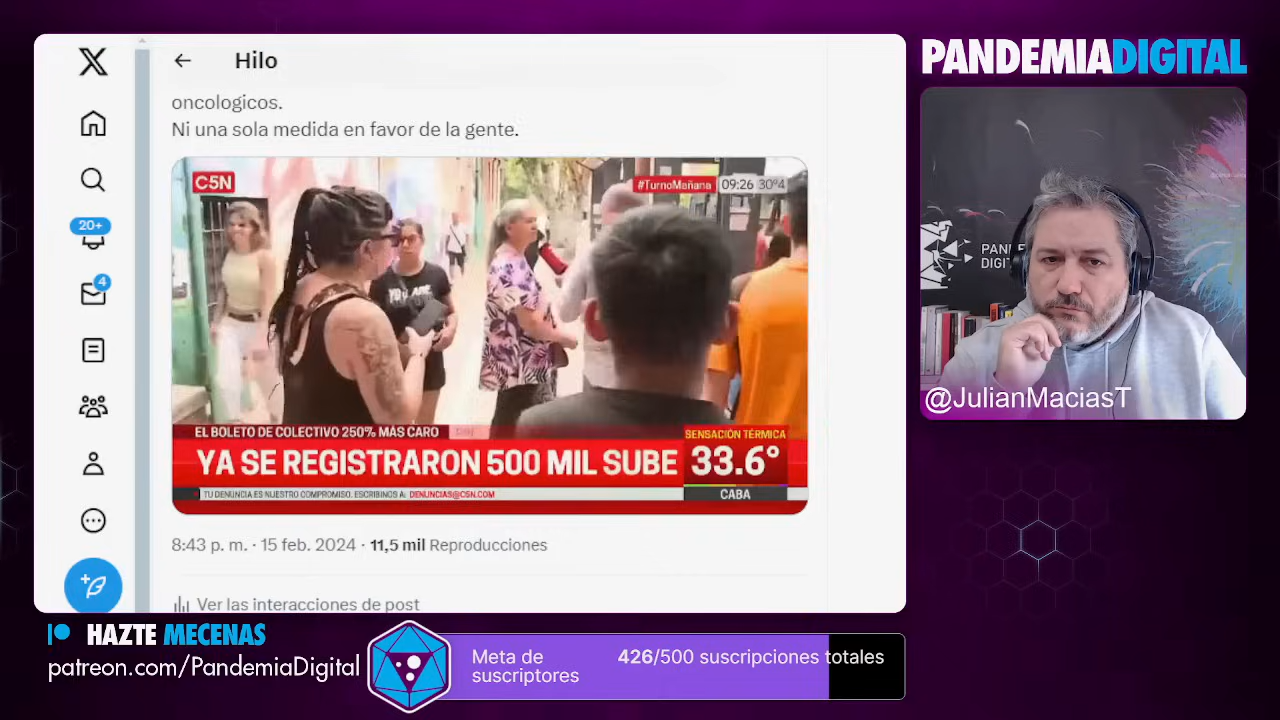 PANDEMIADIGITAL
Hilo
oncologicos.
Ni una sola medida en favor de la gente.
C5N
#TurnoMañana 09:26 30°4
EL BOLETO DE COLECTIVO 250% MÁS CARO
YA SE REGISTRARON 500 MIL SUBE
SENSACIÓN TÉRMICA
33.6°
CABA
TU DENUNCIA ES NUESTRO COMPROMISO. ESCRIBINOS A: DENUNCIAS@C5N.COM
8:43 p. m. · 15 feb. 2024 · 11,5 mil Reproducciones
Ver las interacciones de post
20+
4
@JulianMaciasT
HAZTE MECENAS
patreon.com/PandemiaDigital
Meta de
suscriptores
426/500 suscripciones totales